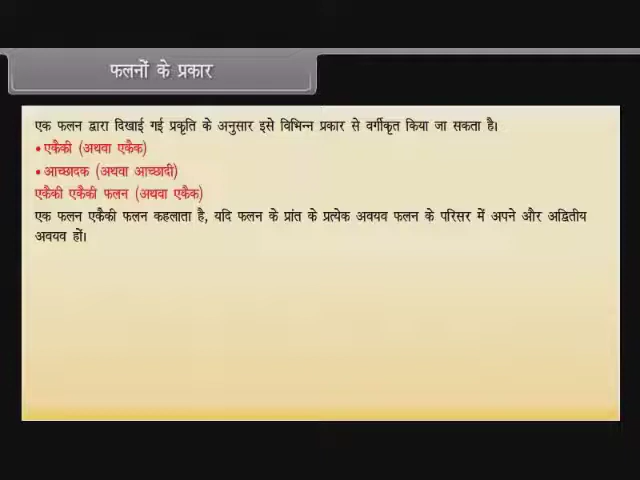 फलनों के प्रकार
एक फलन द्वारा दिखाई गई प्रकृति के अनुसार इसे विभिन्न प्रकार से वर्गीकृत किया जा सकता है।
•एकैकी (अथवा एकैक)
•आच्छादक (अथवा आच्छादी)
एकैकी एकैकी फलन (अथवा एकैक)
एक फलन एकैकी फलन कहलाता है, यदि फलन के प्रांत के प्रत्येक अवयव फलन के परिसर में अपने और अद्वितीय
अवयव हों।